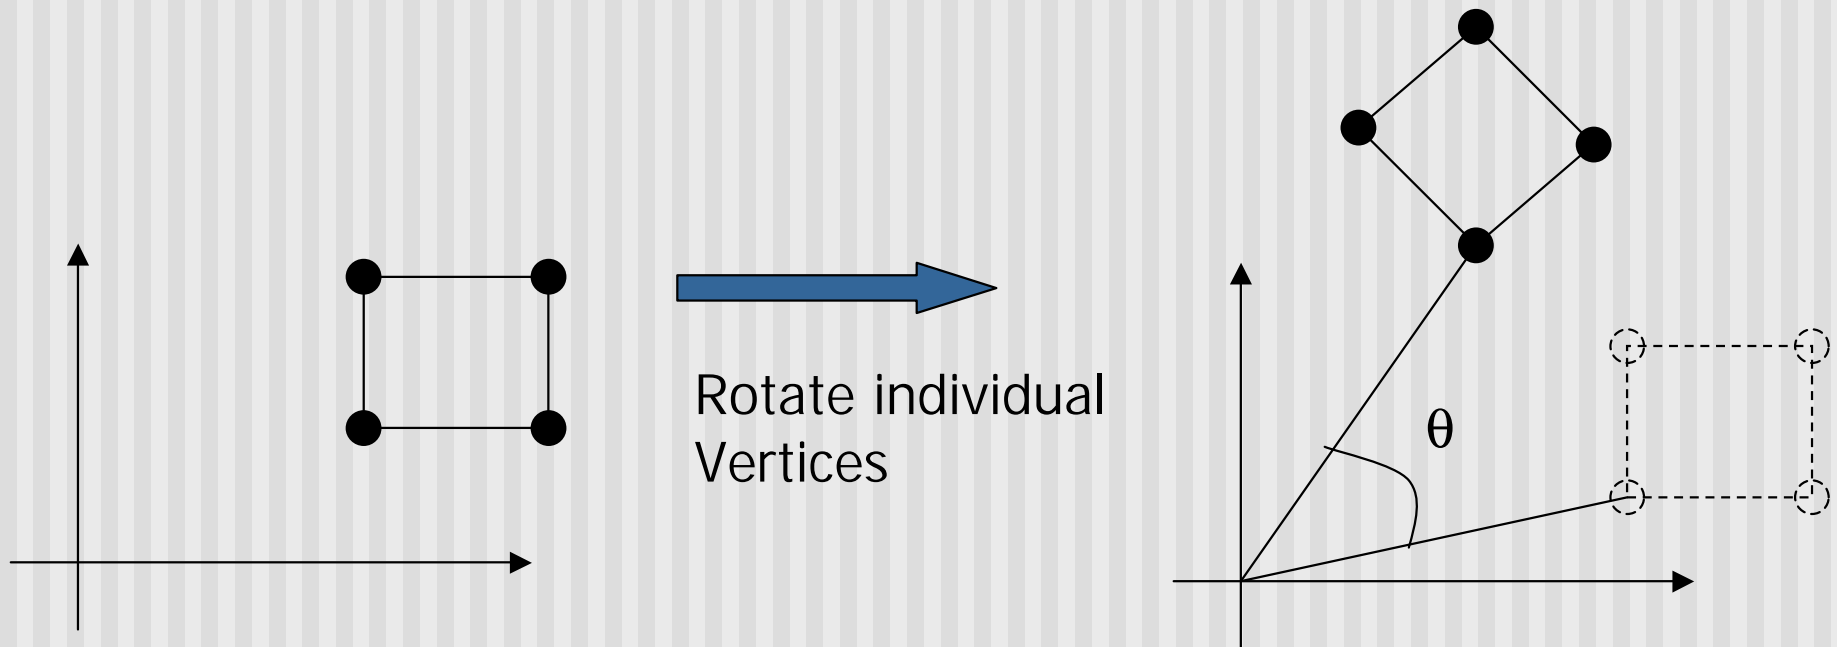 Rotate individual
Vertices
θ